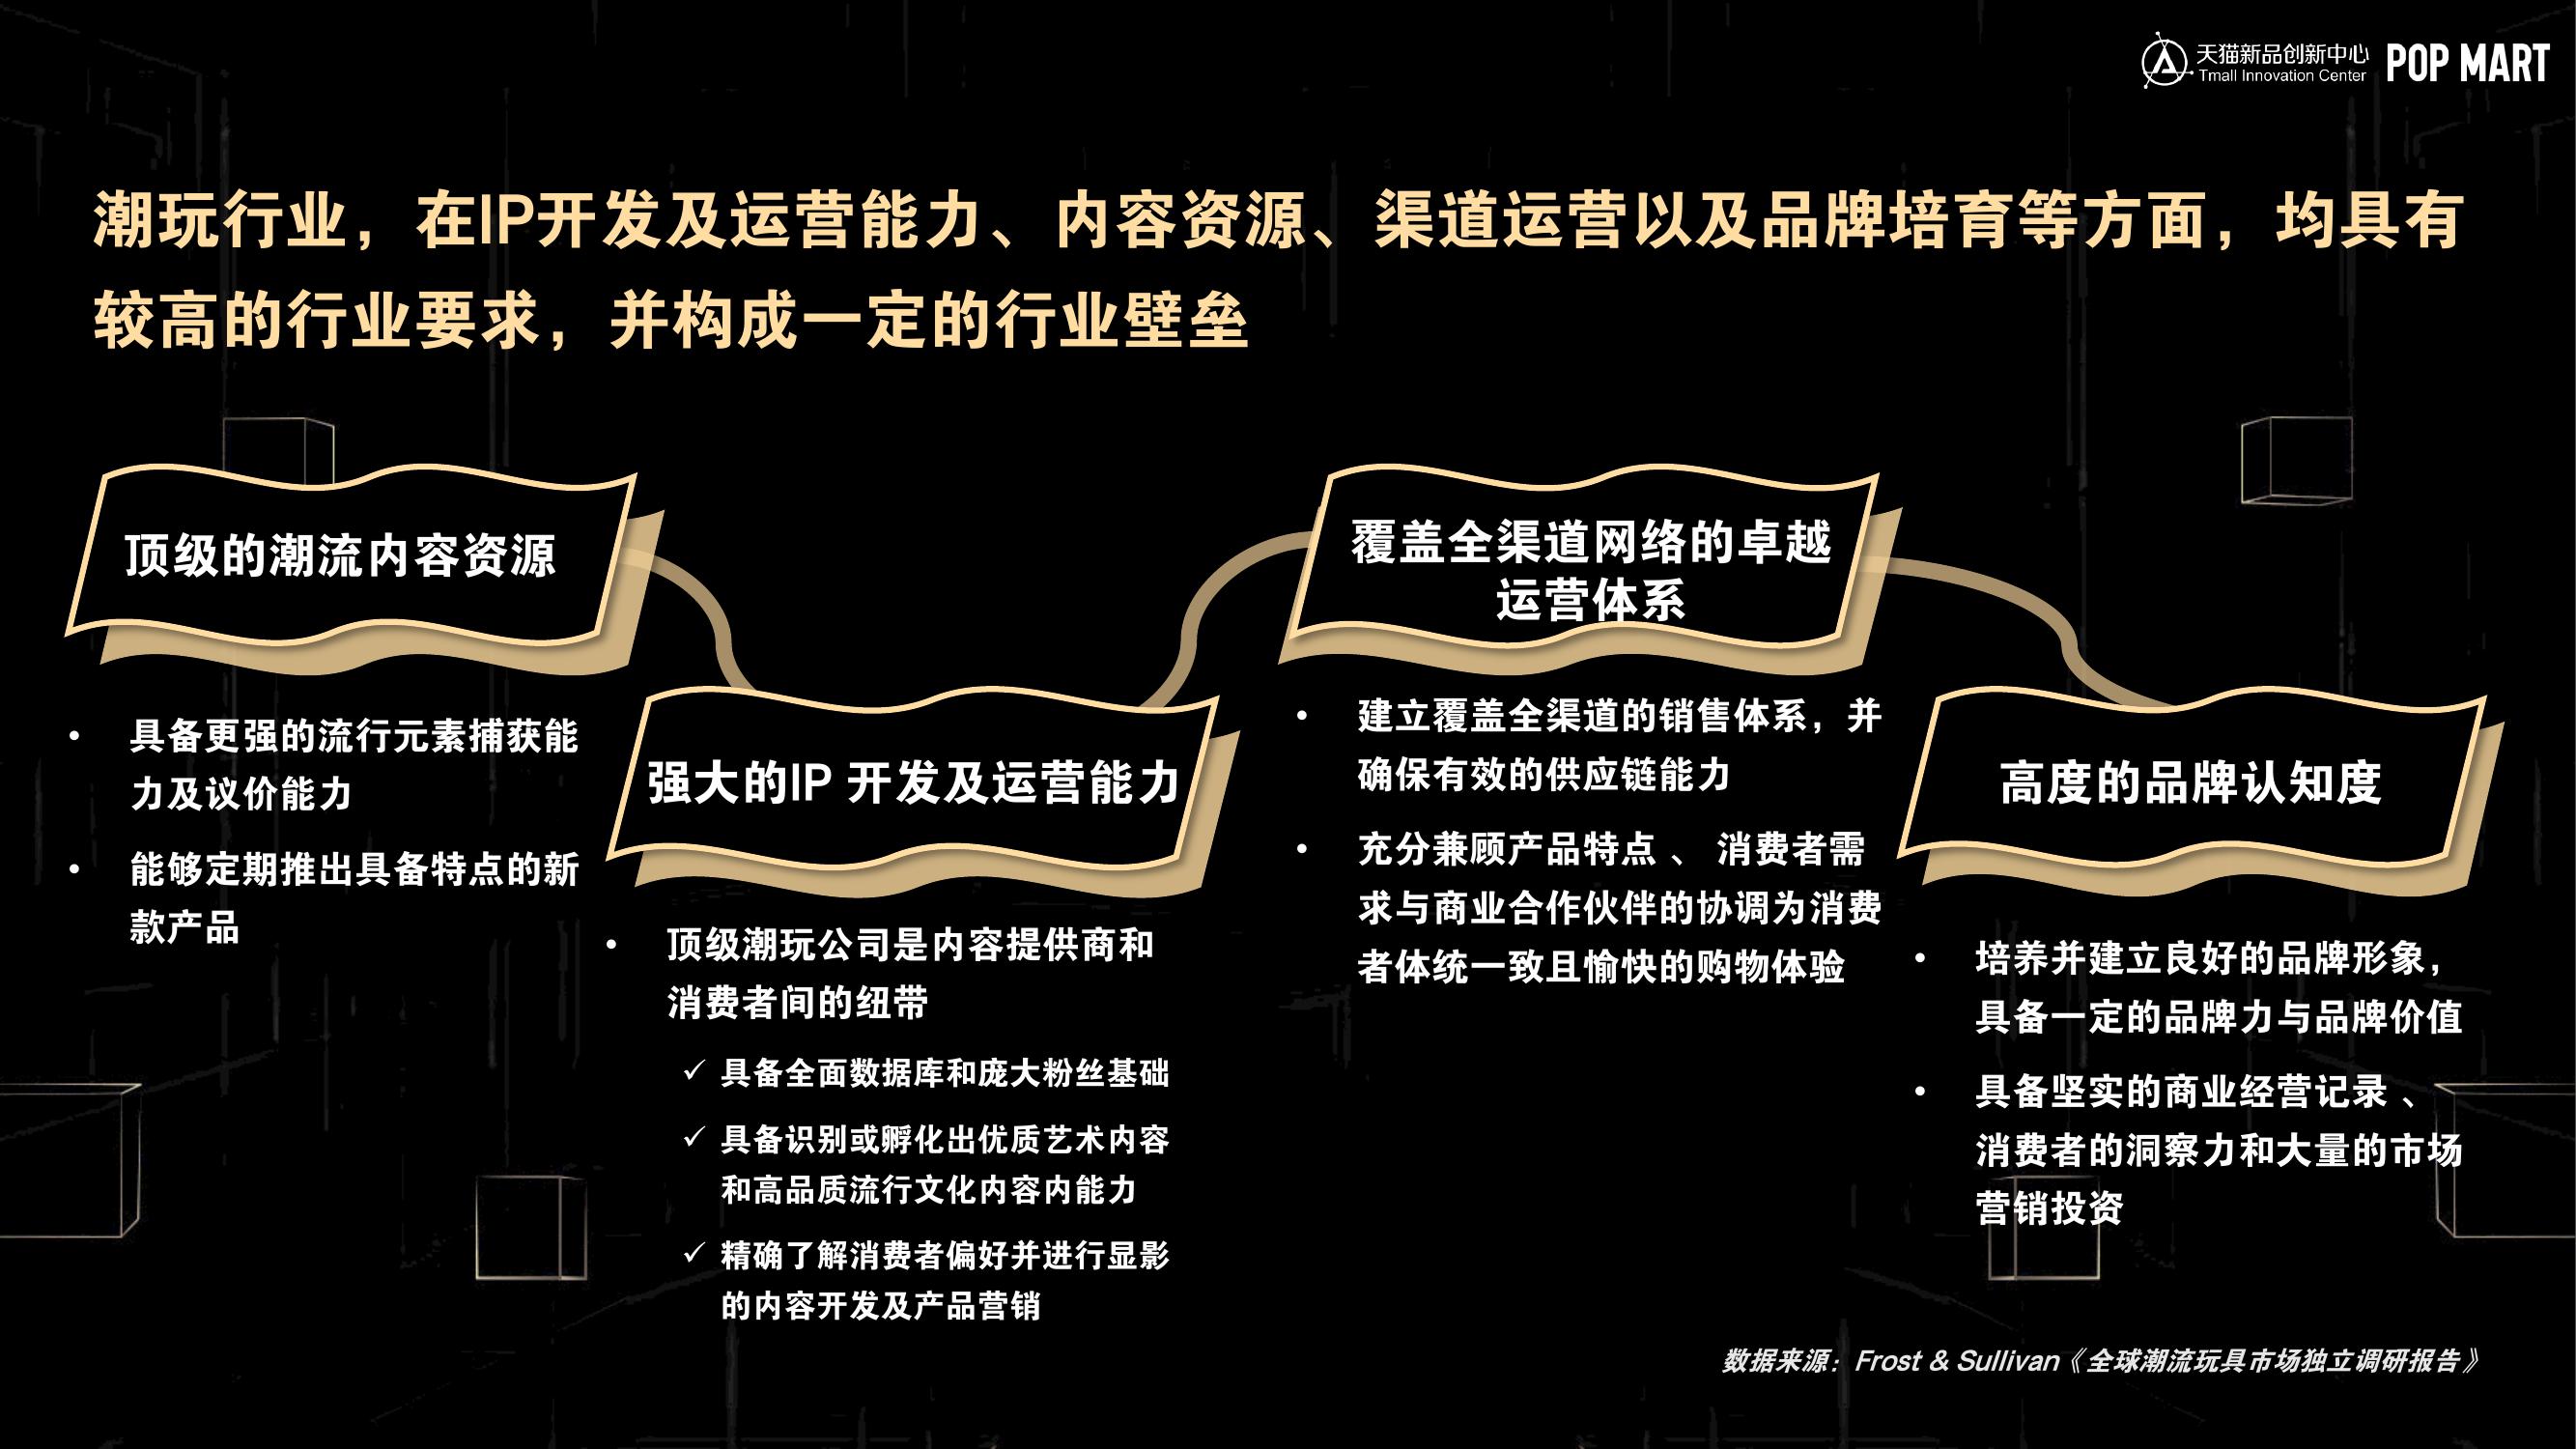 天猫新品创新中心
Tmall Innovation Center
POP MART
潮玩行业，在IP开发及运营能力、内容资源、渠道运营以及品牌培育等方面，均具有
较高的行业要求，并构成一定的行业壁垒
顶级的潮流内容资源
• 具备更强的流行元素捕获能
力及议价能力
• 能够定期推出具备特点的新
款产品
强大的IP 开发及运营能力
• 顶级潮玩公司是内容提供商和
消费者间的纽带
✓ 具备全面数据库和庞大粉丝基础
✓ 具备识别或孵化出优质艺术内容
和高品质流行文化内容内能力
✓ 精确了解消费者偏好并进行显影
的内容开发及产品营销
覆盖全渠道网络的卓越
运营体系
• 建立覆盖全渠道的销售体系，并
确保有效的供应链能力
• 充分兼顾产品特点 、 消费者需
求与商业合作伙伴的协调为消费
者体统一致且愉快的购物体验
高度的品牌认知度
• 培养并建立良好的品牌形象，
具备一定的品牌力与品牌价值
• 具备坚实的商业经营记录 、
消费者的洞察力和大量的市场
营销投资
数据来源：Frost & Sullivan《全球潮流玩具市场独立调研报告》